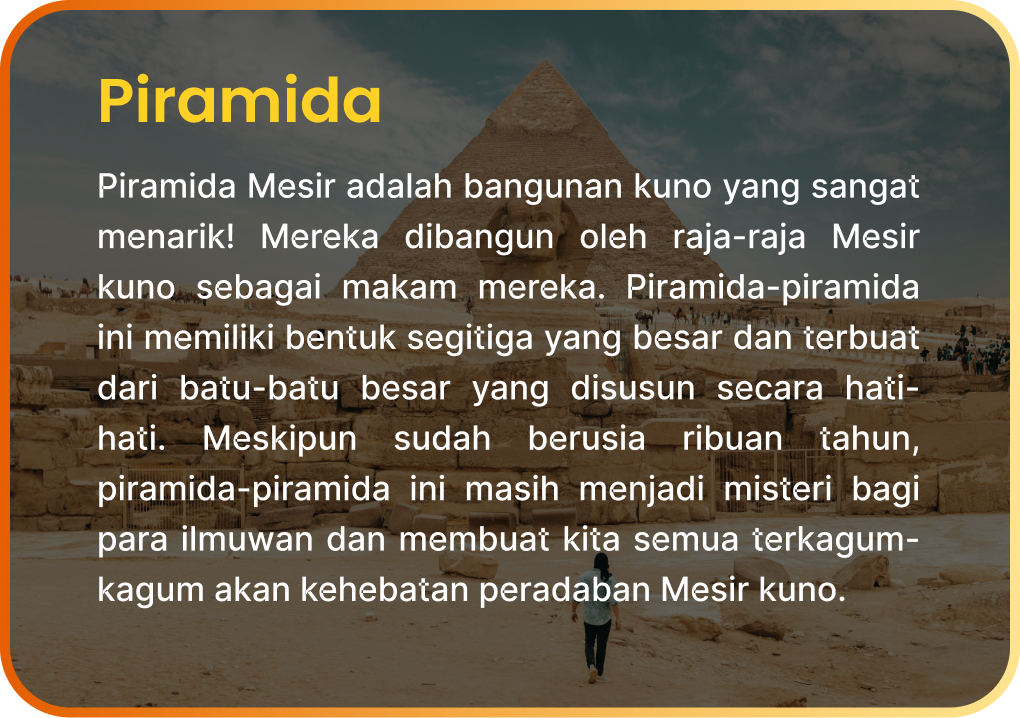 Piramida
Piramida Mesir adalah bangunan kuno yang sangat
menarik! Mereka dibangun oleh raja-raja Mesir
kuno sebagai makam mereka. Piramida-piramida
ini memiliki bentuk segitiga yang besar dan terbuat
dari batu-batu besar yang disusun secara hati-
hati. Meskipun sudah berusia ribuan tahun,
piramida-piramida ini masih menjadi misteri bagi
para ilmuwan dan membuat kita semua terkagum-
kagum akan kehebatan peradaban Mesir kuno.